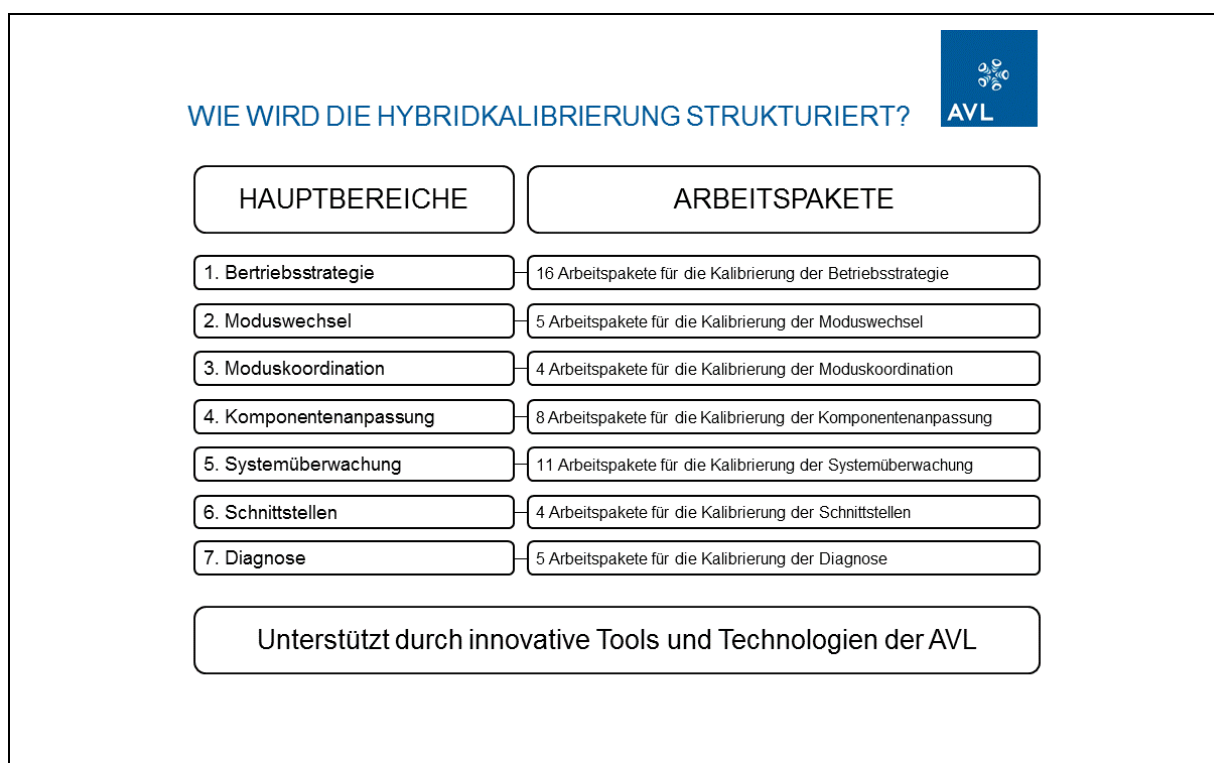 AVL
WIE WIRD DIE HYBRIDKALIBRIERUNG STRUKTURIERT?
HAUPTBEREICHE
ARBEITSPAKETE
1. Bertriebsstrategie
16 Arbeitspakete für die Kalibrierung der Betriebsstrategie
2. Moduswechsel
5 Arbeitspakete für die Kalibrierung der Moduswechsel
3. Moduskoordination
4 Arbeitspakete für die Kalibrierung der Moduskoordination
4. Komponentenanpassung
8 Arbeitspakete für die Kalibrierung der Komponentenanpassung
5. Systemüberwachung
11 Arbeitspakete für die Kalibrierung der Systemüberwachung
6. Schnittstellen
4 Arbeitspakete für die Kalibrierung der Schnittstellen
7. Diagnose
5 Arbeitspakete für die Kalibrierung der Diagnose
Unterstützt durch innovative Tools und Technologien der AVL